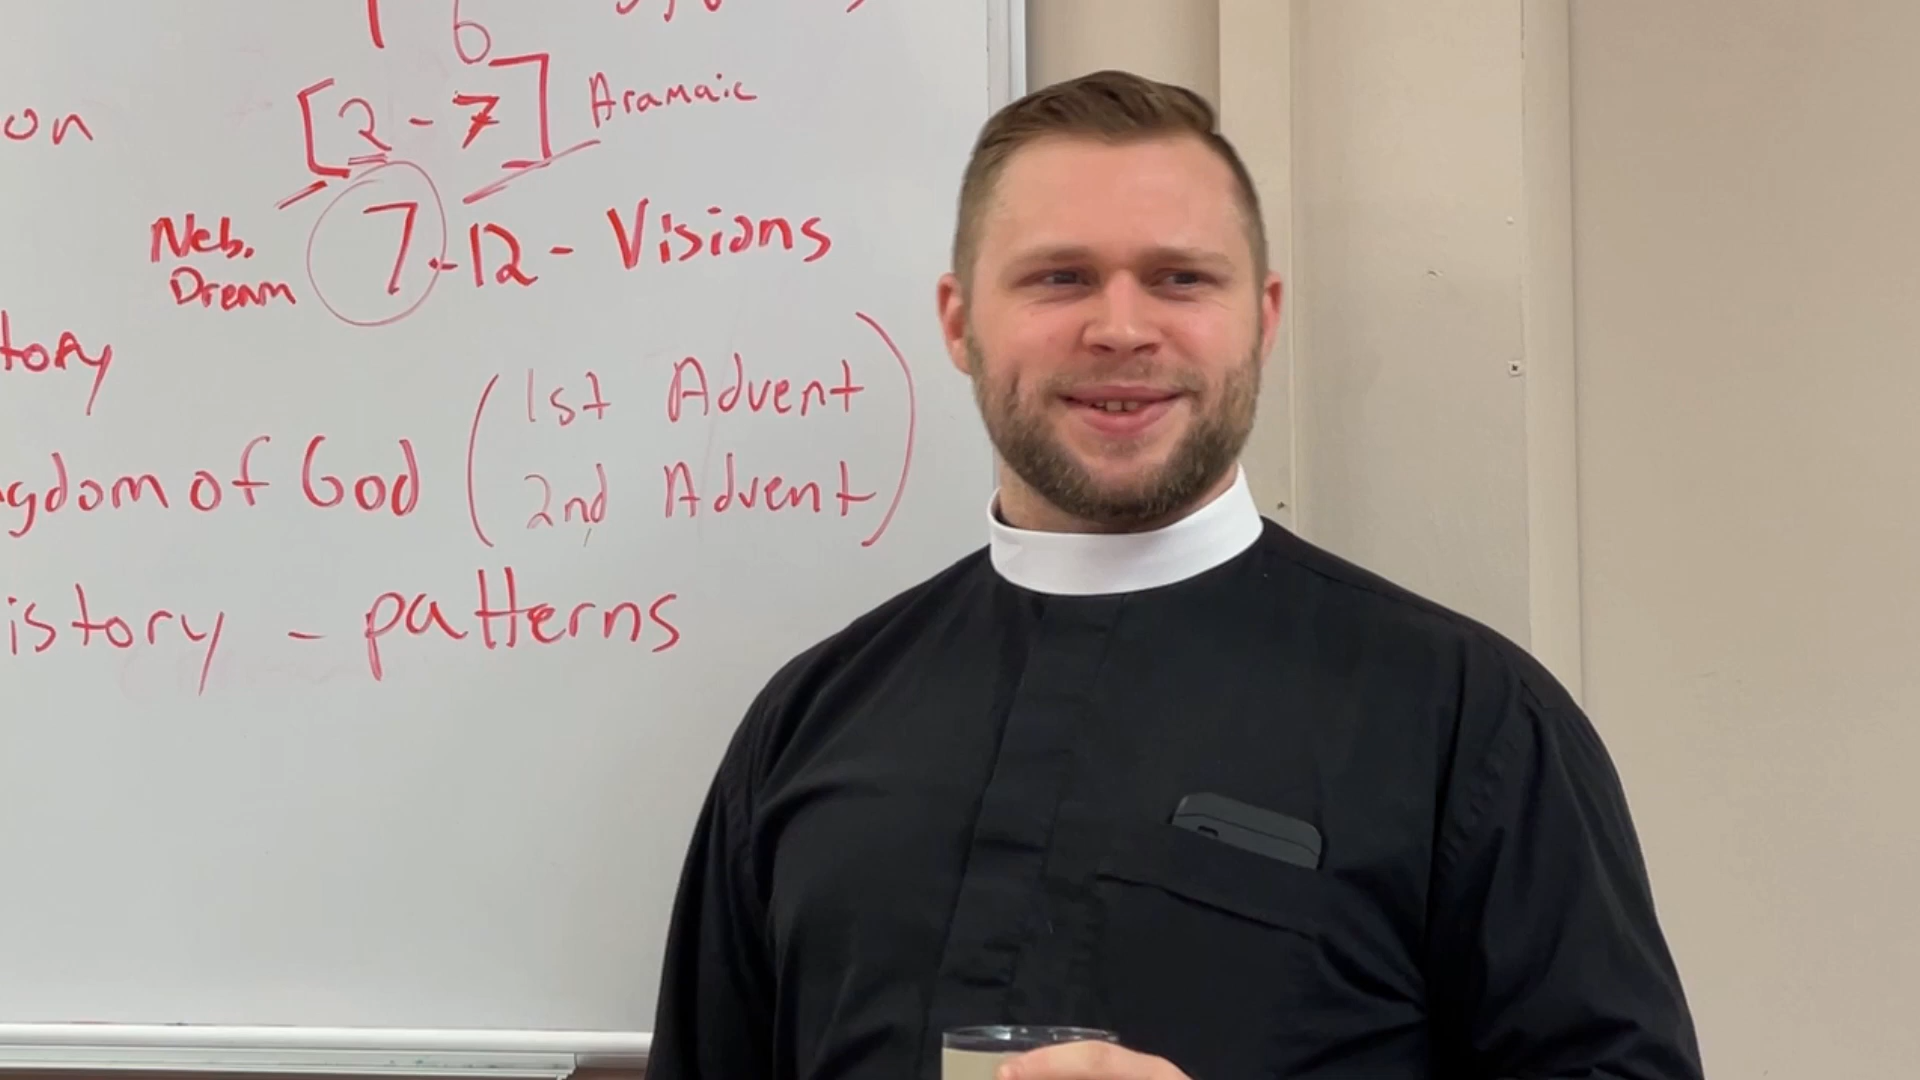 1 6
on [2-7] Aramaic
Neb. Dream
7-12 - Visions
tory
gdom of God (1st Advent
2nd Advent)
istory - patterns